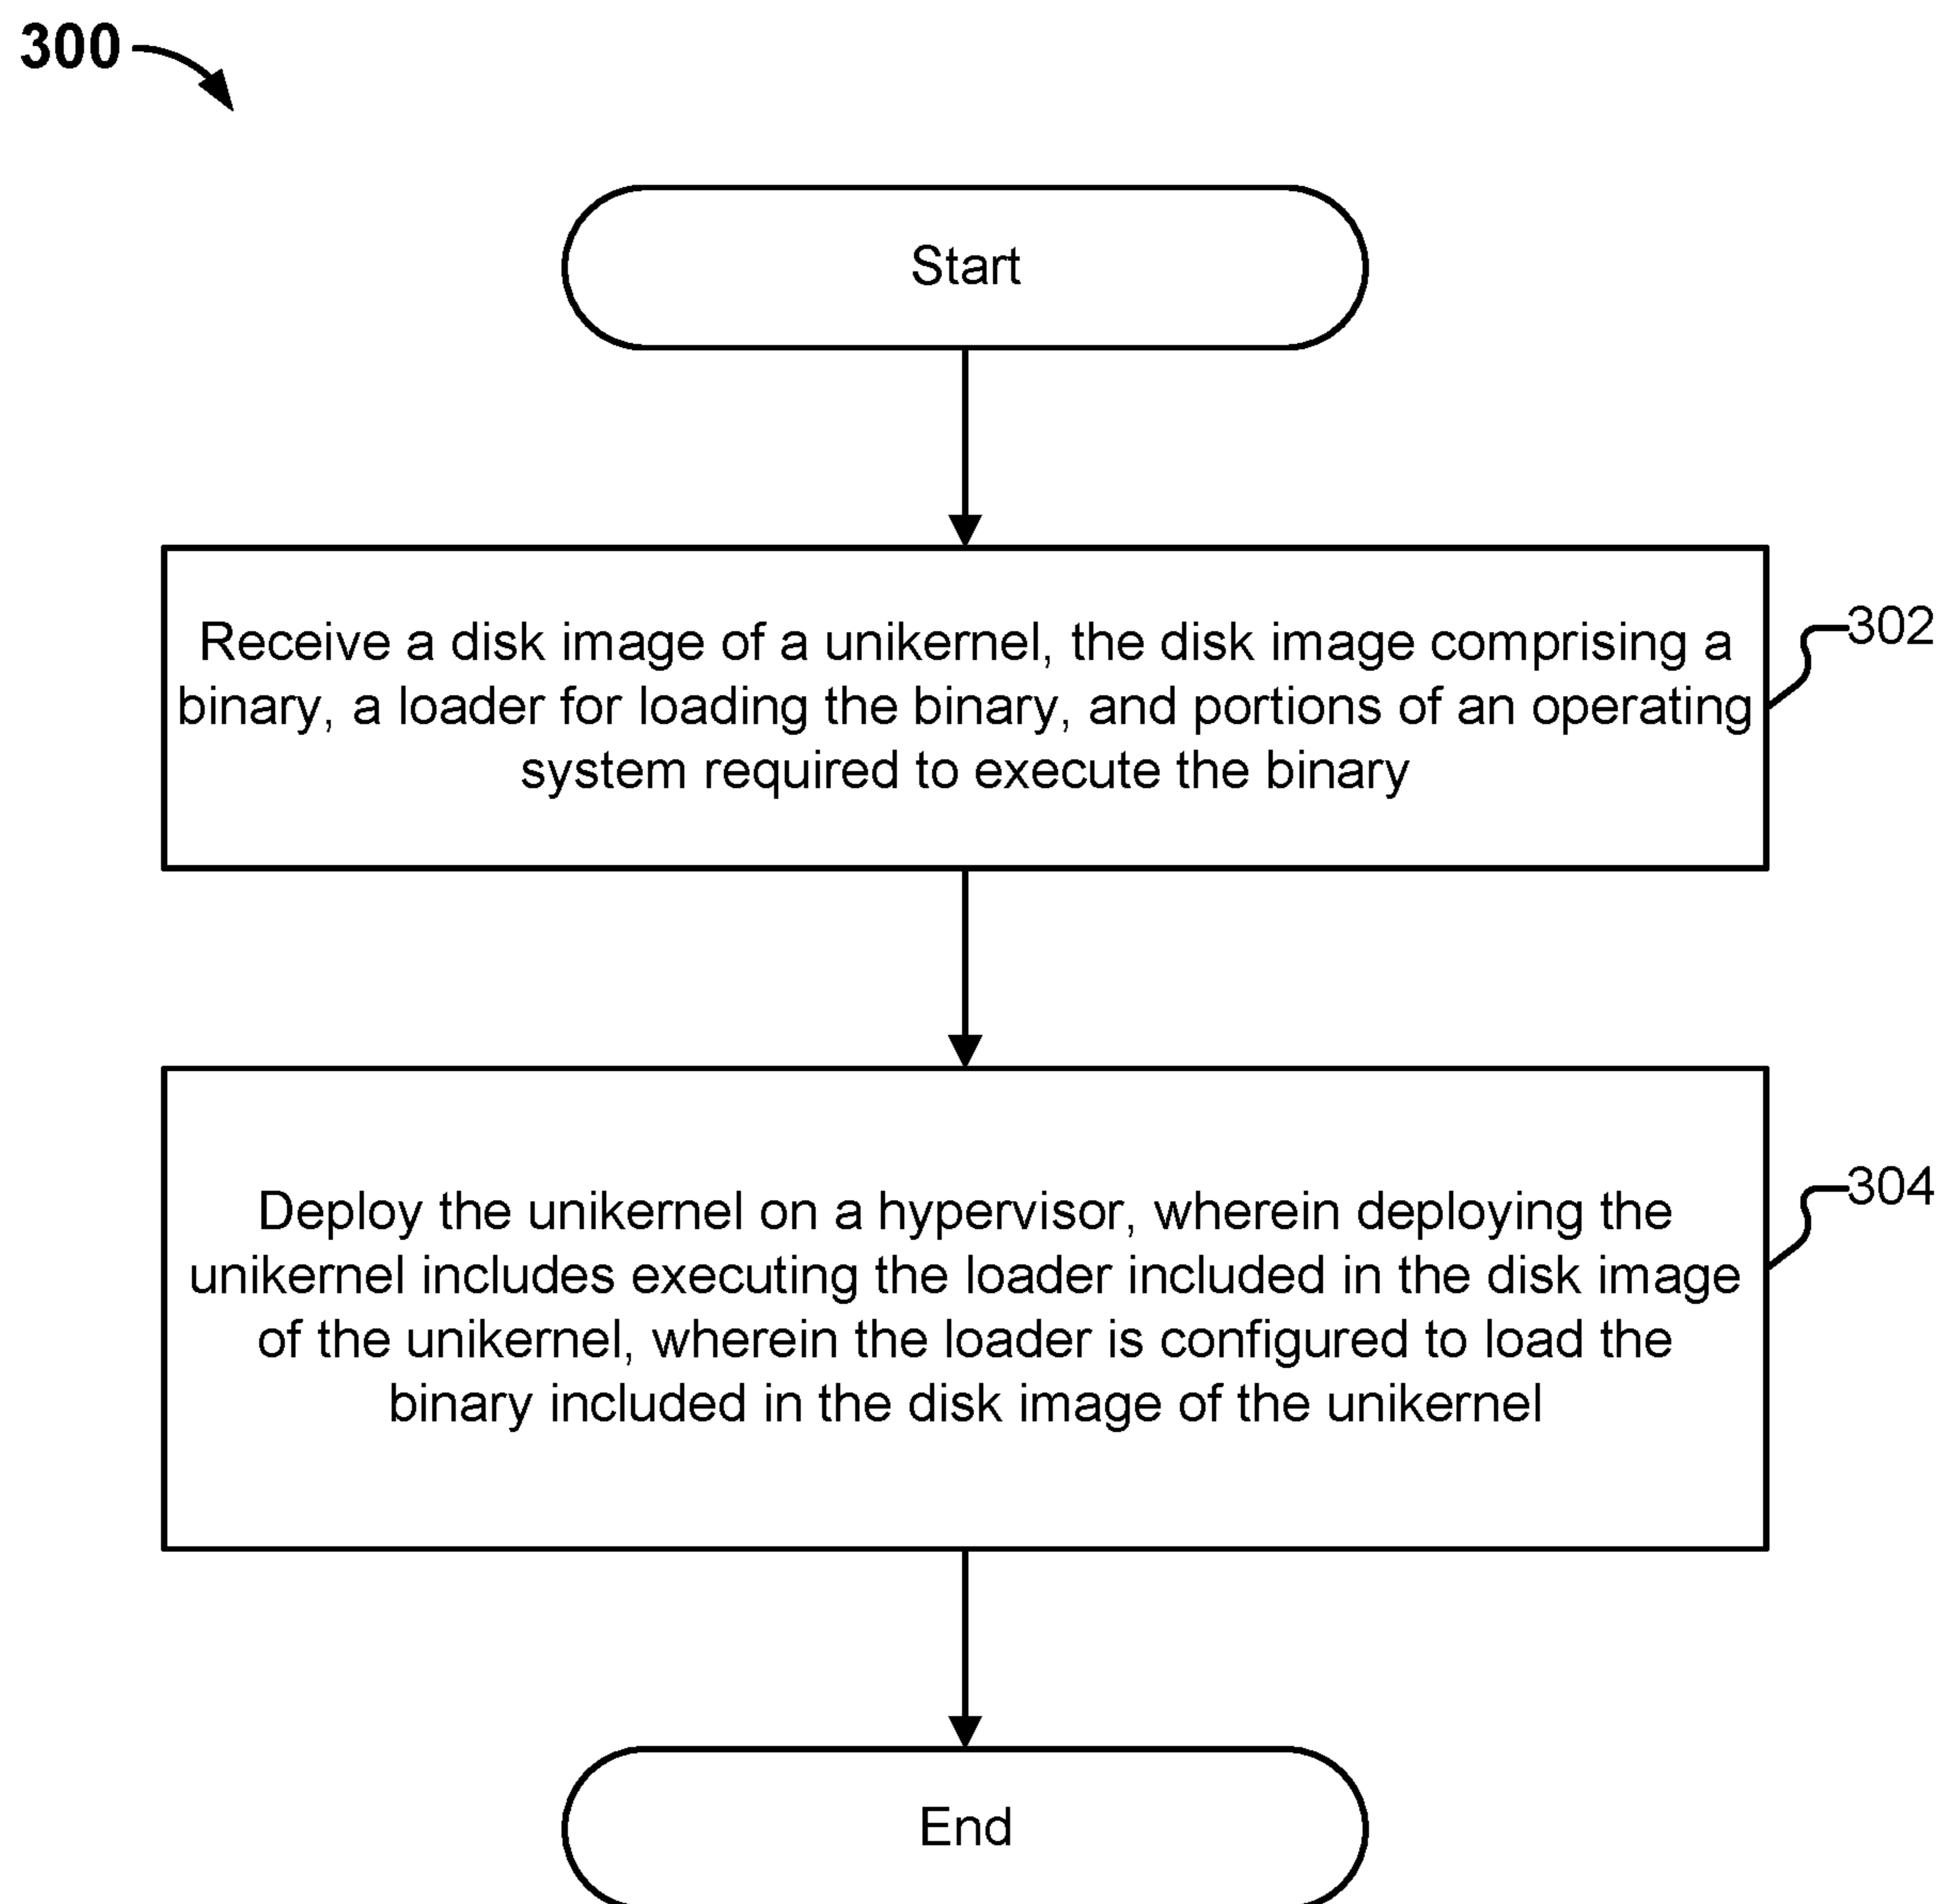 300
Start
Receive a disk image of a unikernel, the disk image comprising a
binary, a loader for loading the binary, and portions of an operating
system required to execute the binary
302
Deploy the unikernel on a hypervisor, wherein deploying the
unikernel includes executing the loader included in the disk image
of the unikernel, wherein the loader is configured to load the
binary included in the disk image of the unikernel
304
End